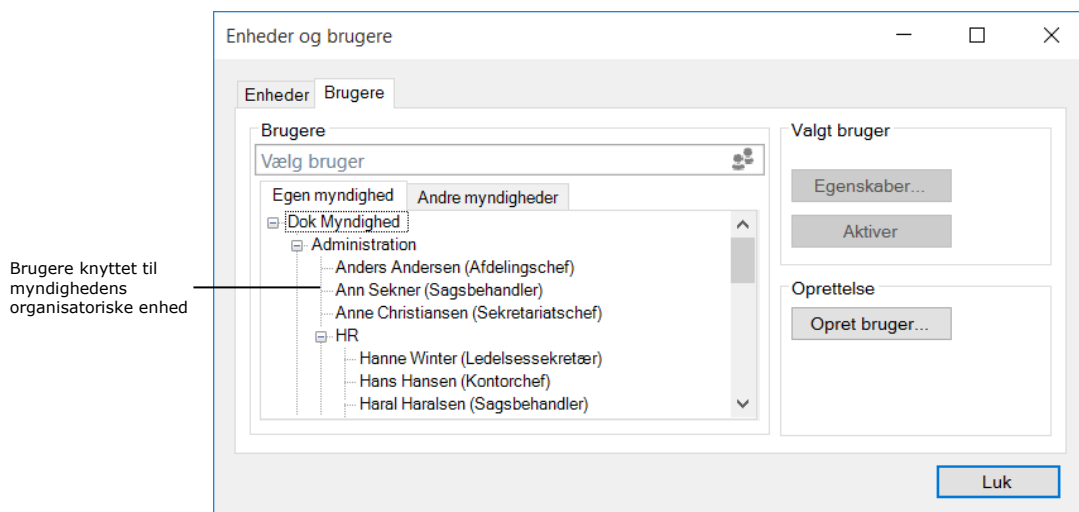 Enheder og brugere
Enheder
Brugere
Brugere
Vælg bruger
Egen myndighed
Andre myndigheder
Dok Myndighed
Administration
Anders Andersen (Afdelingschef)
Ann Sekner (Sagsbehandler)
Anne Christiansen (Sekretariatschef)
HR
Hanne Winter (Ledelsessekretær)
Hans Hansen (Kontorchef)
Haral Haralsen (Sagsbehandler)
Valgt bruger
Egenskaber...
Aktiver
Oprettelse
Opret bruger...
Luk
Brugere knyttet til
myndighedens
organisatoriske enhed